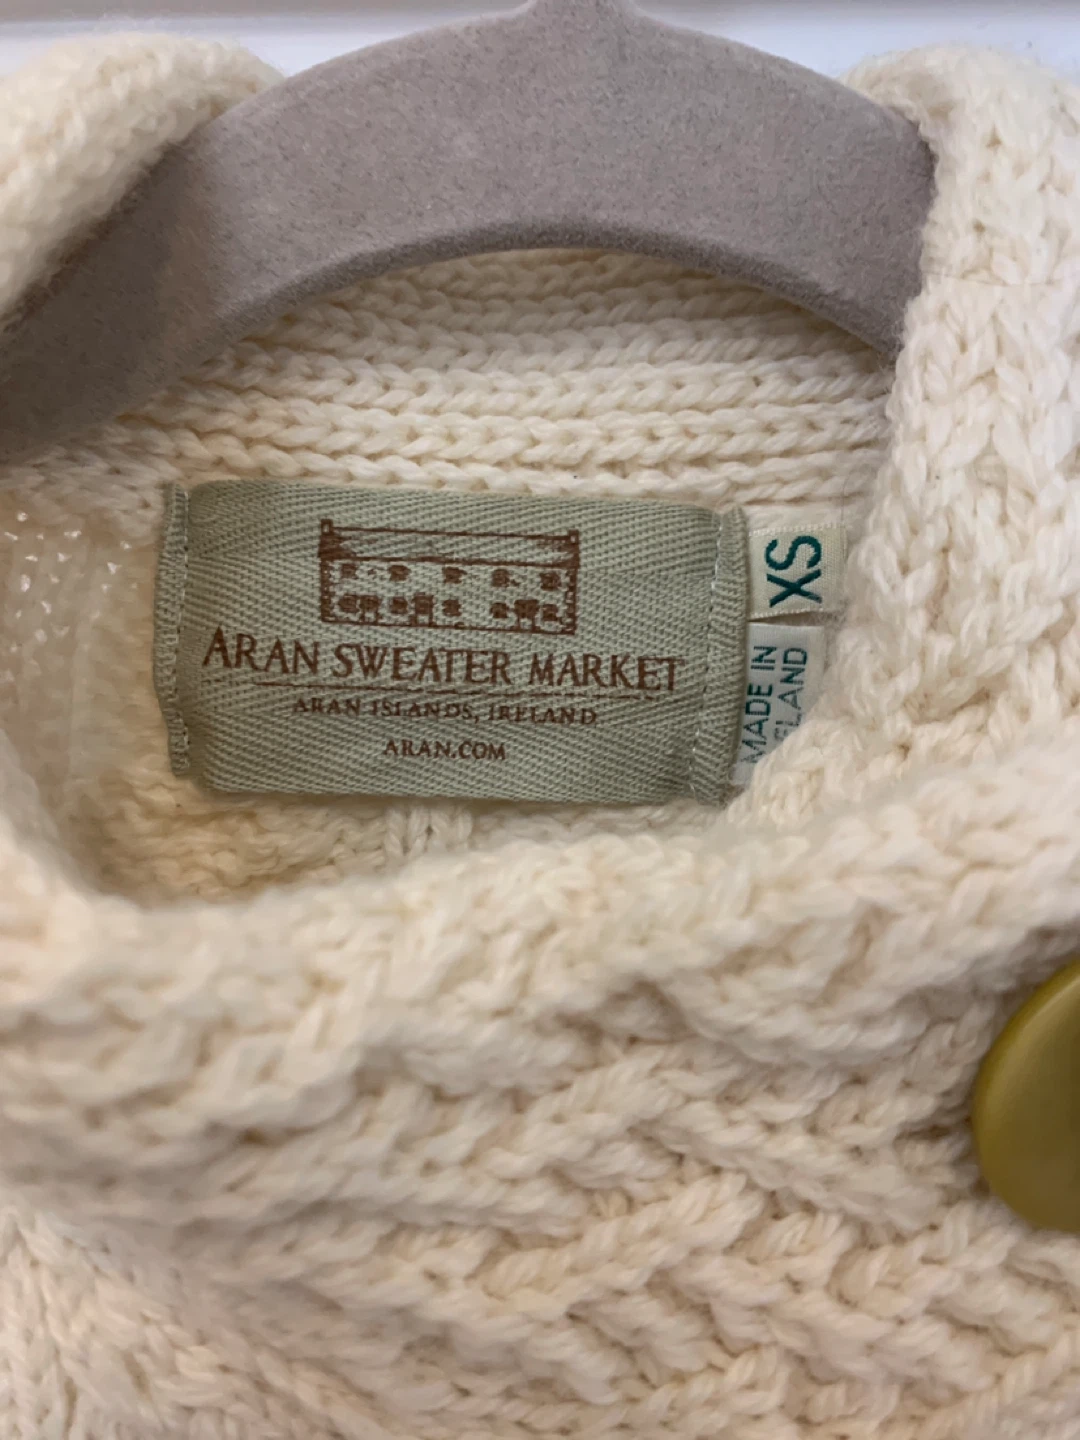 ARAN SWEATER MARKET
ARAN ISLANDS, IRELAND
ARAN.COM
XS
MADE IN